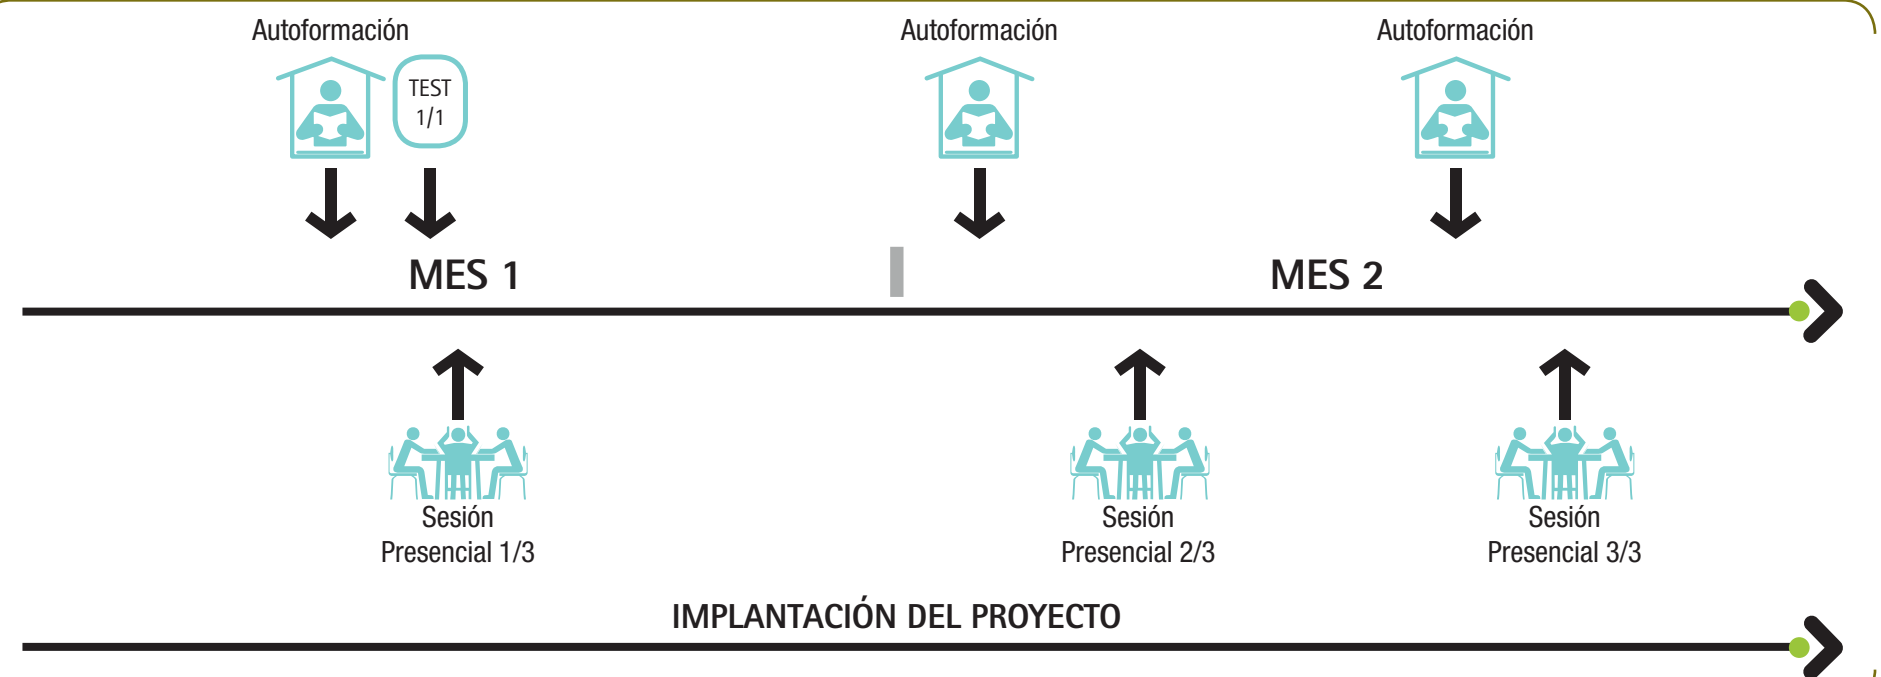 Autoformación
TEST
1/1
Autoformación
Autoformación
MES 1
MES 2
Sesión
Presencial 1/3
Sesión
Presencial 2/3
Sesión
Presencial 3/3
IMPLANTACIÓN DEL PROYECTO